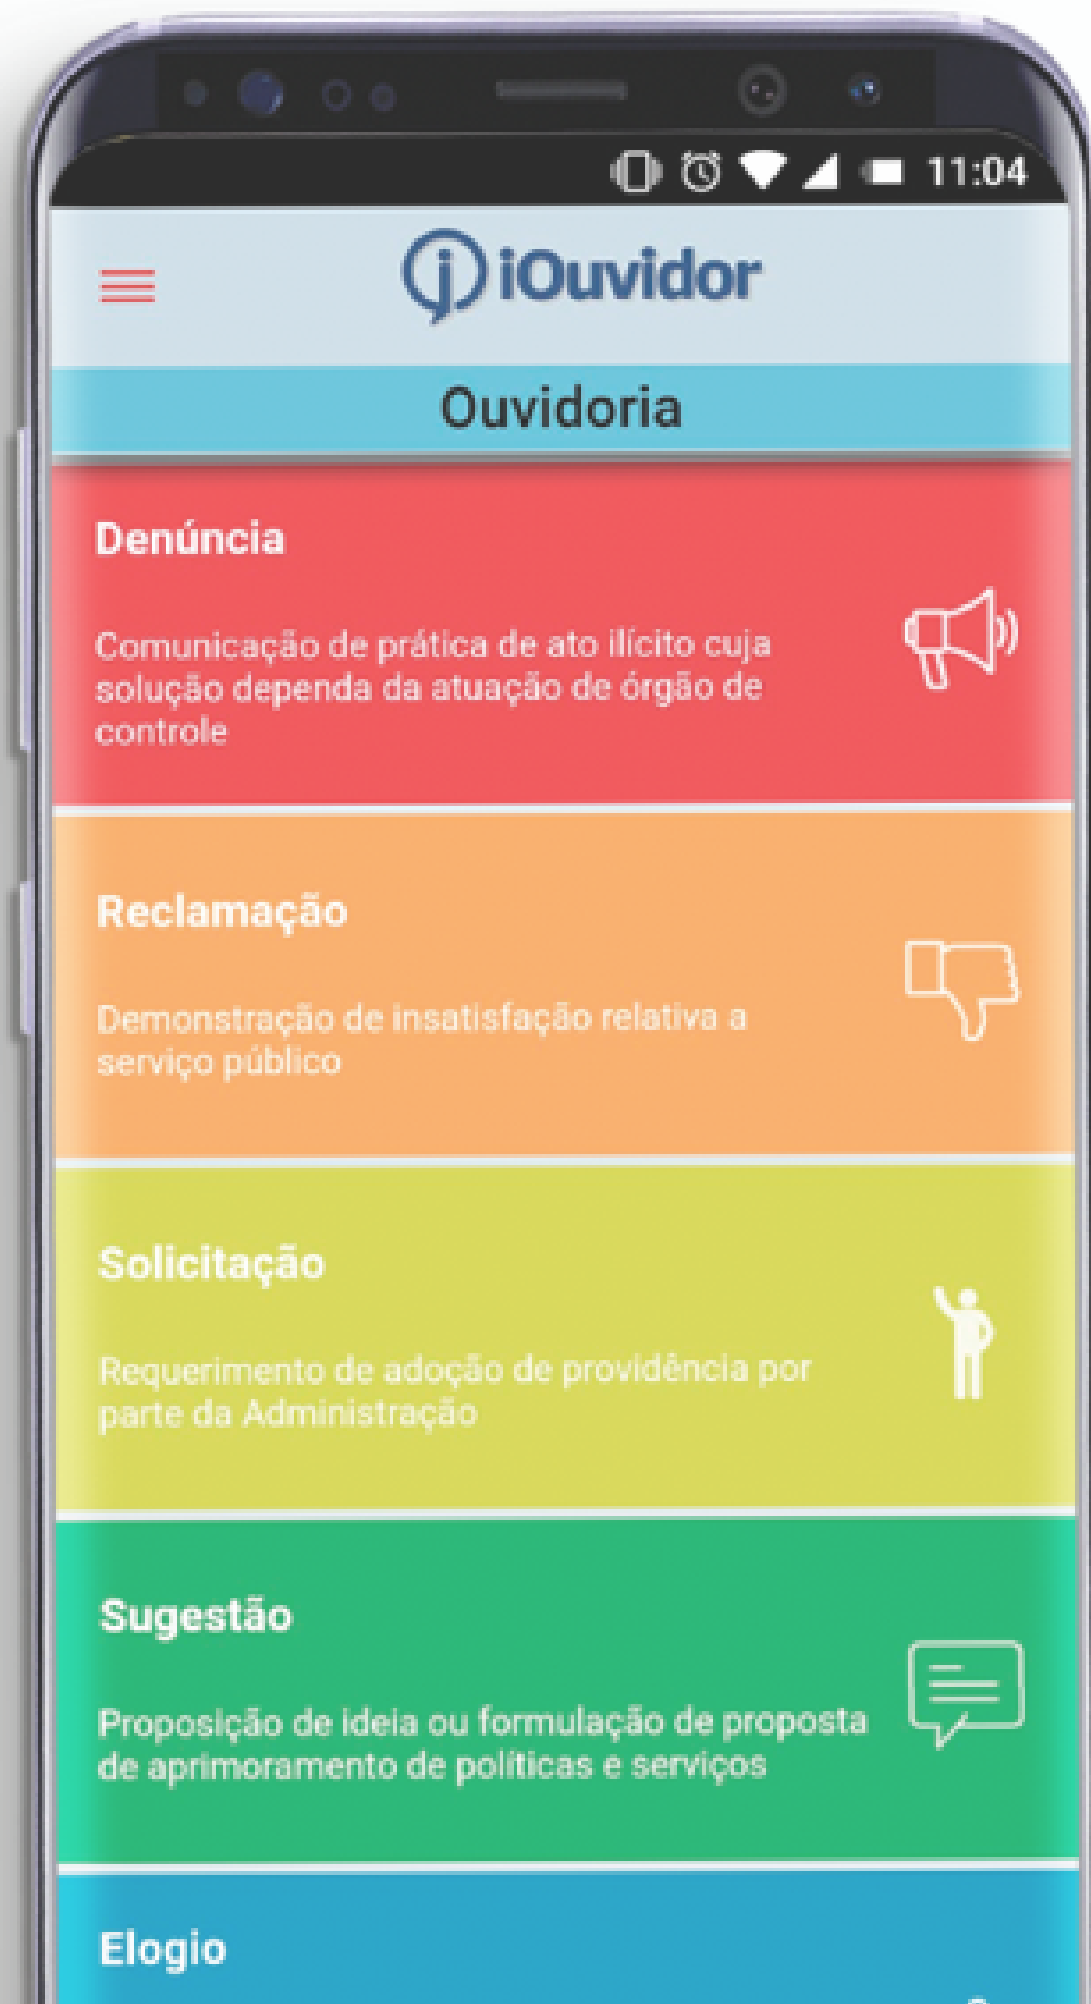 11:04
iOuvidor
Ouvidoria
Denúncia
Comunicação de prática de ato ilícito cuja
solução dependa da atuação de órgão de
controle
Reclamação
Demonstração de insatisfação relativa a
serviço público
Solicitação
Requerimento de adoção de providência por
parte da Administração
Sugestão
Proposição de ideia ou formulação de proposta
de aprimoramento de políticas e serviços
Elogio